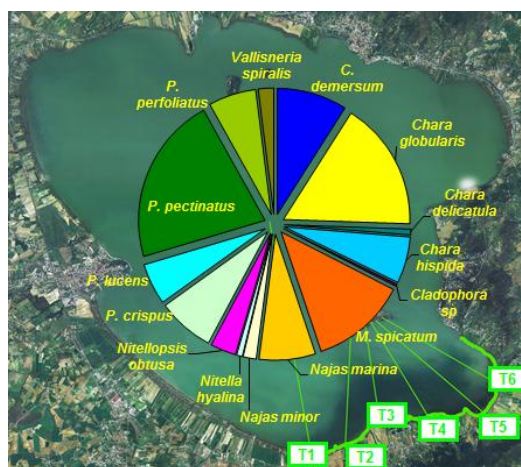 Vallisneria
spiralis
C.
demersum
P.
perfoliatus
Chara
globularis
P. pectinatus
Chara
delicatula
Chara
hispida
P. lucens
Cladophora
sp
P. crispus
M. spicatum
Nitellopsis
obtusa
Najas marina
Nitella
hyalina
Najas minor
T6
T3
T4
T5
T1
T2